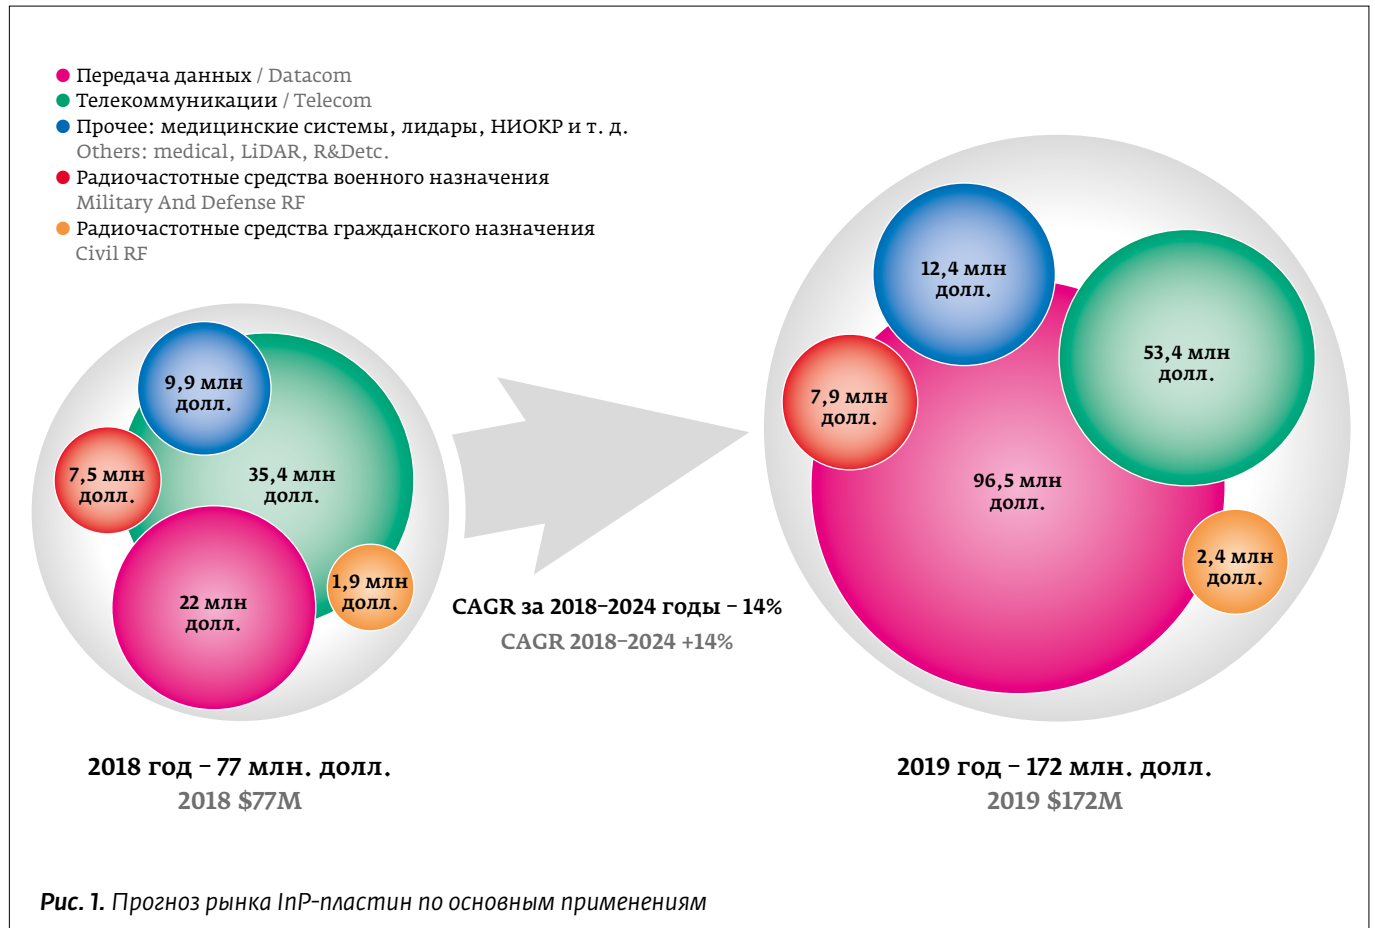 Передача данных / Datacom
Телекоммуникации / Telecom
Прочее: медицинские системы, лидары, НИОКР и т. д.
Others: medical, LiDAR, R&Detc.
Радиочастотные средства военного назначения
Military And Defense RF
Радиочастотные средства гражданского назначения
Civil RF
9,9 млн
долл.
7,5 млн
долл.
35,4 млн
долл.
22 млн
долл.
1,9 млн
долл.
2018 год – 77 млн. долл.
2018 $77M
CAGR за 2018–2024 годы – 14%
CAGR 2018–2024 +14%
12,4 млн
долл.
53,4 млн
долл.
7,9 млн
долл.
96,5 млн
долл.
2,4 млн
долл.
2019 год – 172 млн. долл.
2019 $172M
Рис. 1. Прогноз рынка InP-пластин по основным применениям